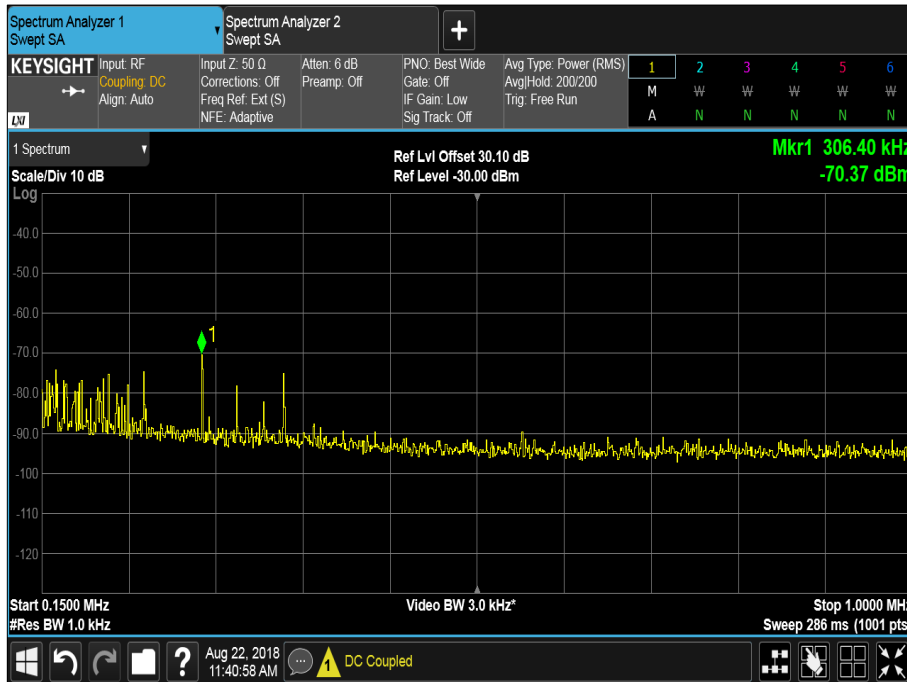 Spectrum Analyzer 1
Swept SA
Spectrum Analyzer 2
Swept SA
+
KEYSIGHT
Input: RF
Coupling: DC
Align: Auto
Input Z: 50 Ω
Corrections: Off
Freq Ref: Ext (S)
NFE: Adaptive
Atten: 6 dB
Preamp: Off
PNO: Best Wide
Gate: Off
IF Gain: Low
Sig Track: Off
Avg Type: Power (RMS)
Avg|Hold: 200/200
Trig: Free Run
1 2 3 4 5 6
M W W W W W
A N N N N N
LXI
1 Spectrum
Scale/Div 10 dB
Log
Ref Lvl Offset 30.10 dB
Ref Level -30.00 dBm
Mkr1 306.40 kHz
-70.37 dBm
-40.0
-50.0
-60.0
1
-70.0
-80.0
-90.0
-100
-110
-120
Start 0.1500 MHz
#Res BW 1.0 kHz
Video BW 3.0 kHz*
Stop 1.0000 MHz
Sweep 286 ms (1001 pts
?
Aug 22, 2018
11:40:58 AM
1
DC Coupled